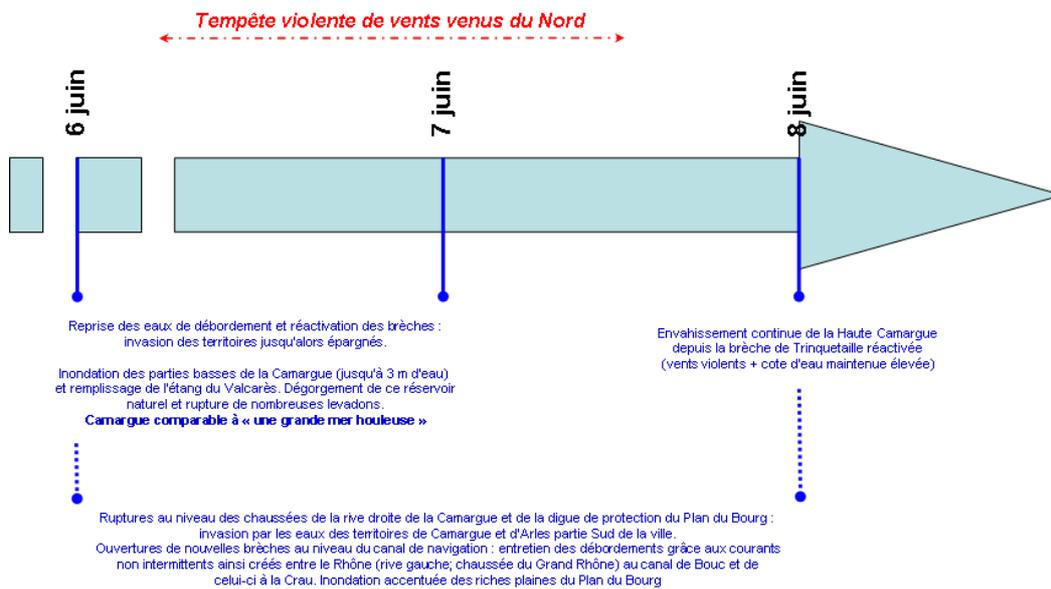 Tempête violente de vents venus du Nord
6 juin
7 juin
8 juin
Reprise des eaux de débordement et réactivation des brèches :
invasion des territoires jusqu'alors épargnés.
Inondation des parties basses de la Camargue (jusqu'à 3 m d'eau)
et remplissage de l'étang du Valcarès. Dégorgement de ce réservoir
naturel et rupture de nombreuses levadons.
Camargue comparable à « une grande mer houleuse »
Envahissement continue de la Haute Camargue
depuis la brèche de Trinquetaille réactivée
(vents violents + cote d'eau maintenue élevée)
Ruptures au niveau des chaussées de la rive droite de la Camargue et de la digue de protection du Plan du Bourg :
invasion par les eaux des territoires de Camargue et d'Arles partie Sud de la ville.
Ouvertures de nouvelles brèches au niveau du canal de navigation : entretien des débordements grâce aux courants
non intermittents ainsi créés entre le Rhône (rive gauche; chaussée du Grand Rhône) au canal de Bouc et de
celui-ci à la Crau. Inondation accentuée des riches plaines du Plan du Bourg